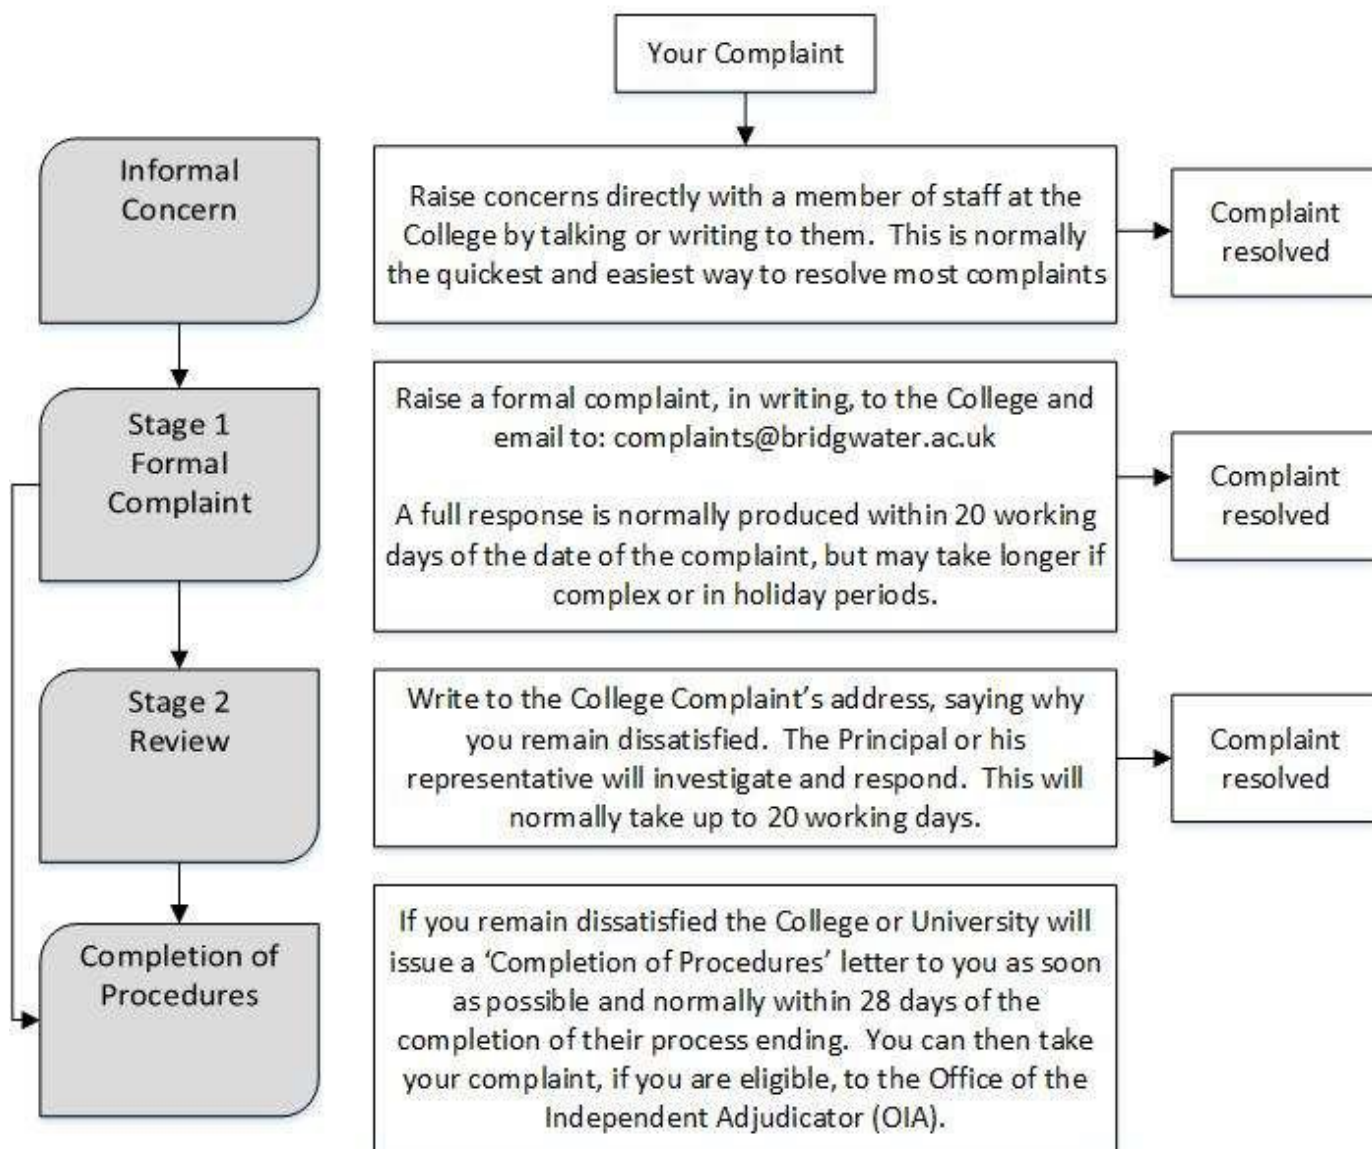 Your Complaint
Informal
Concern
Raise concerns directly with a member of staff at the
College by talking or writing to them.  This is normally
the quickest and easiest way to resolve most complaints
Complaint
resolved
Stage 1
Formal
Complaint
Raise a formal complaint, in writing, to the College and
email to: complaints@bridgwater.ac.uk
A full response is normally produced within 20 working
days of the date of the complaint, but may take longer if
complex or in holiday periods.
Complaint
resolved
Stage 2
Review
Write to the College Complaint’s address, saying why
you remain dissatisfied.  The Principal or his
representative will investigate and respond.  This will
normally take up to 20 working days.
Complaint
resolved
Completion of
Procedures
If you remain dissatisfied the College or University will
issue a ‘Completion of Procedures’ letter to you as soon
as possible and normally within 28 days of the
completion of their process ending.  You can then take
your complaint, if you are eligible, to the Office of the
Independent Adjudicator (OIA).